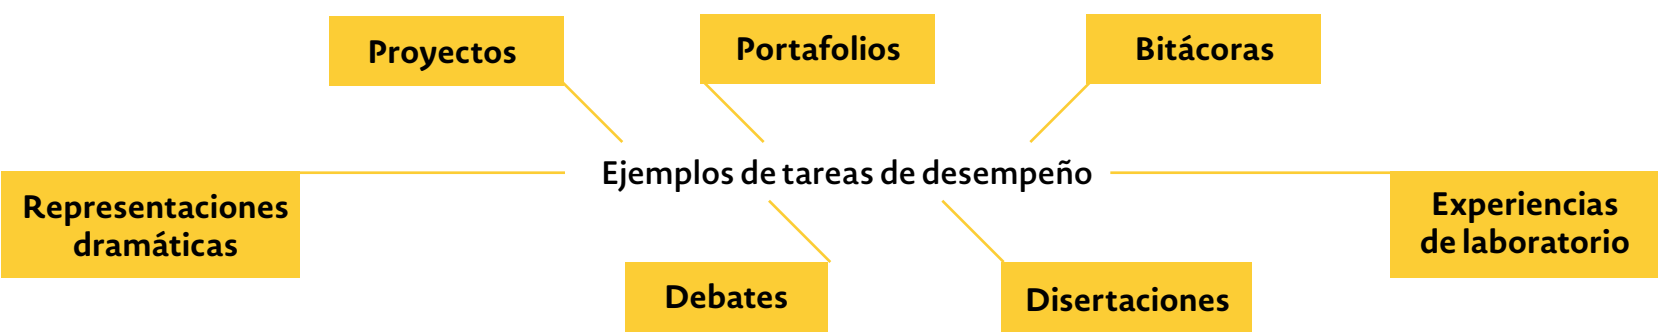 Proyectos
Portafolios
Bitácoras
Ejemplos de tareas de desempeño
Representaciones
dramáticas
Experiencias
de laboratorio
Debates
Disertaciones